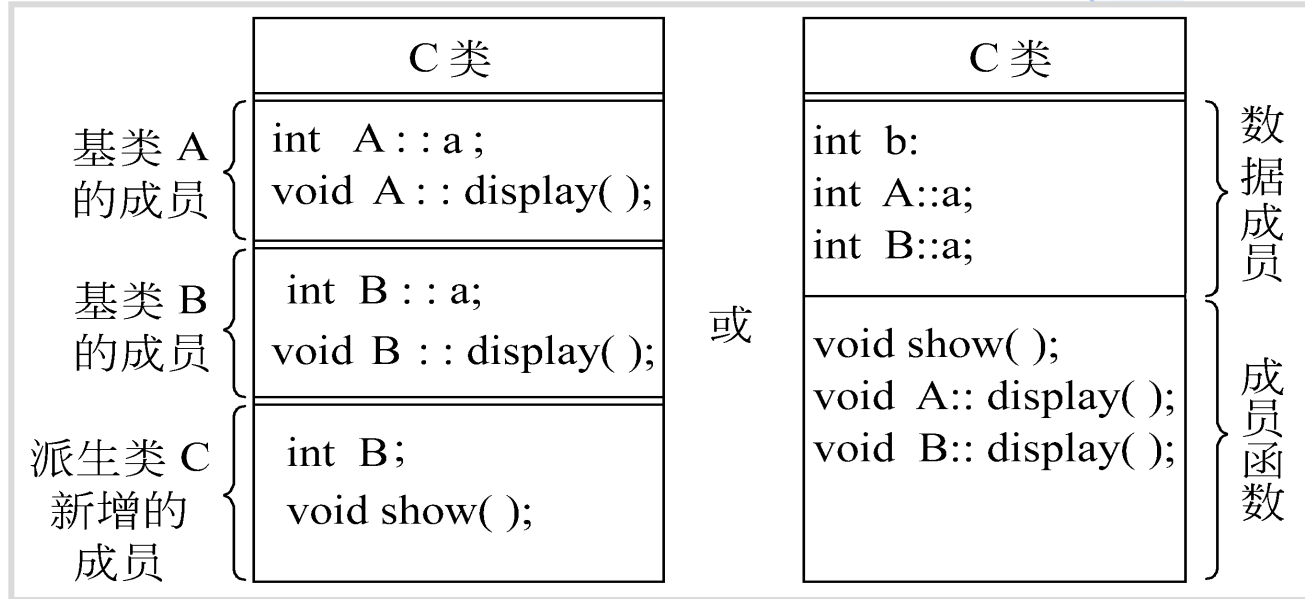 C 类
基类 A
的成员
int A : : a ;
void A : : display( );
基类 B
的成员
int B : : a;
void B : : display( );
派生类 C
新增的
成员
int B;
void show( );
或
C 类
int b:
int A::a;
int B::a;
数据成员
void show( );
void A:: display( );
void B:: display( );
成员函数